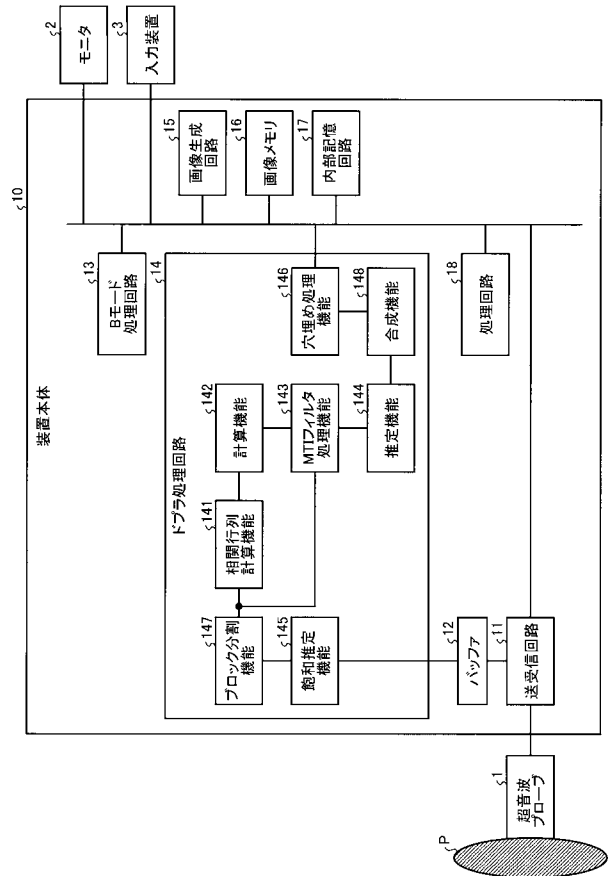 10
装置本体
2
モニタ
3
入力装置
13
Bモード
処理回路
15
画像生成
回路
16
画像メモリ
17
内部記憶
回路
14
ドプラ処理回路
147
ブロック分割
機能
141
相関行列
計算機能
142
計算機能
146
穴埋め処理
機能
145
飽和推定
機能
143
MTIフィルタ
処理機能
148
合成機能
144
推定機能
18
処理回路
12
バッファ
11
送受信回路
1
超音波
プローブ
P